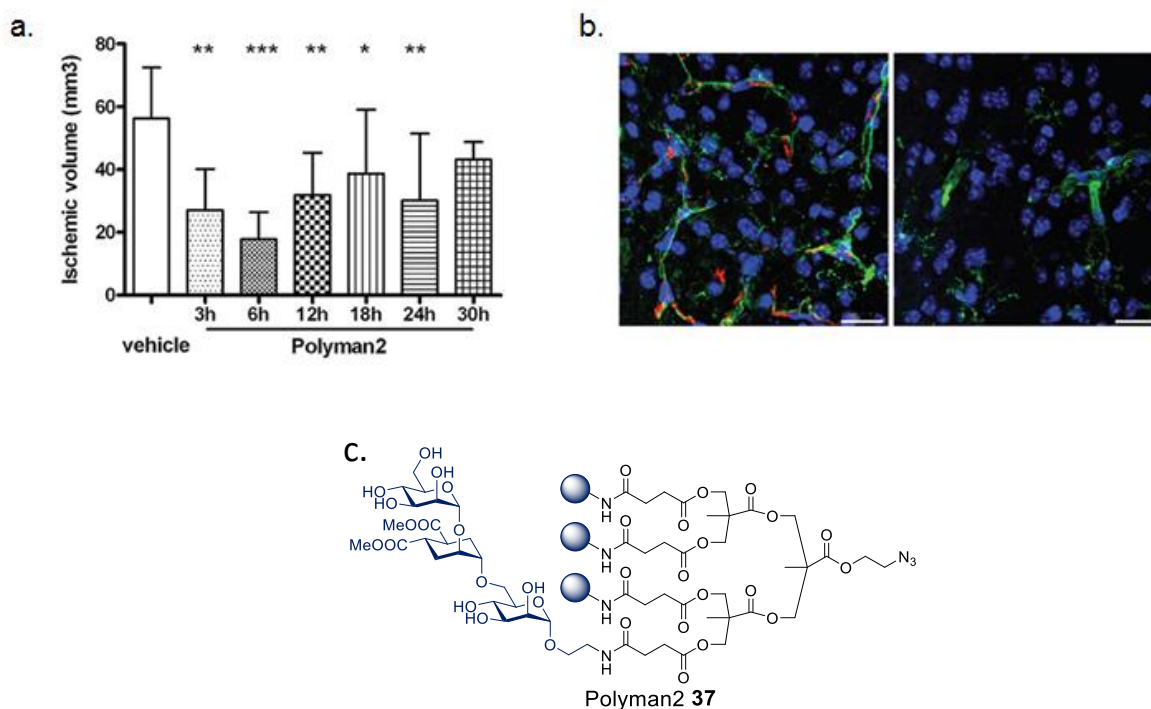 a.
b.
Ischemic volume (mm3)
80
60
40
20
0
** *** ** * **
3h 6h 12h 18h 24h 30h
vehicle
Polyman2
c.
OH
OH
HO
HO
O
MeOOC
MeOOC
O
O
O
OH
HO
HO
O
O
N
H
O
O
O
N
H
O
O
O
N
H
O
O
O
N
H
O
O
O
O
O
O
O
O
O
O
N3
Polyman2 37